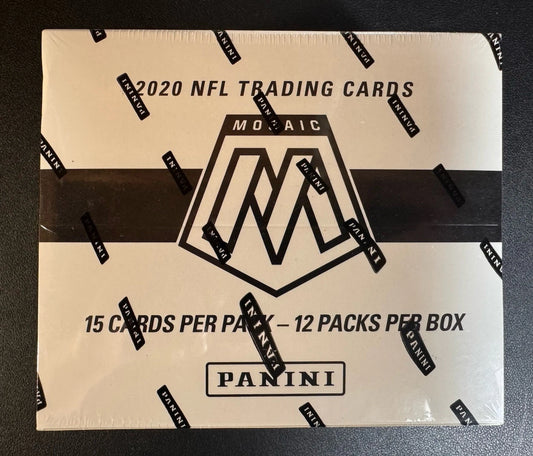 2020 NFL TRADING CARDS
MOSAIC
M
15 CARDS PER PACK – 12 PACKS PER BOX
PANINI